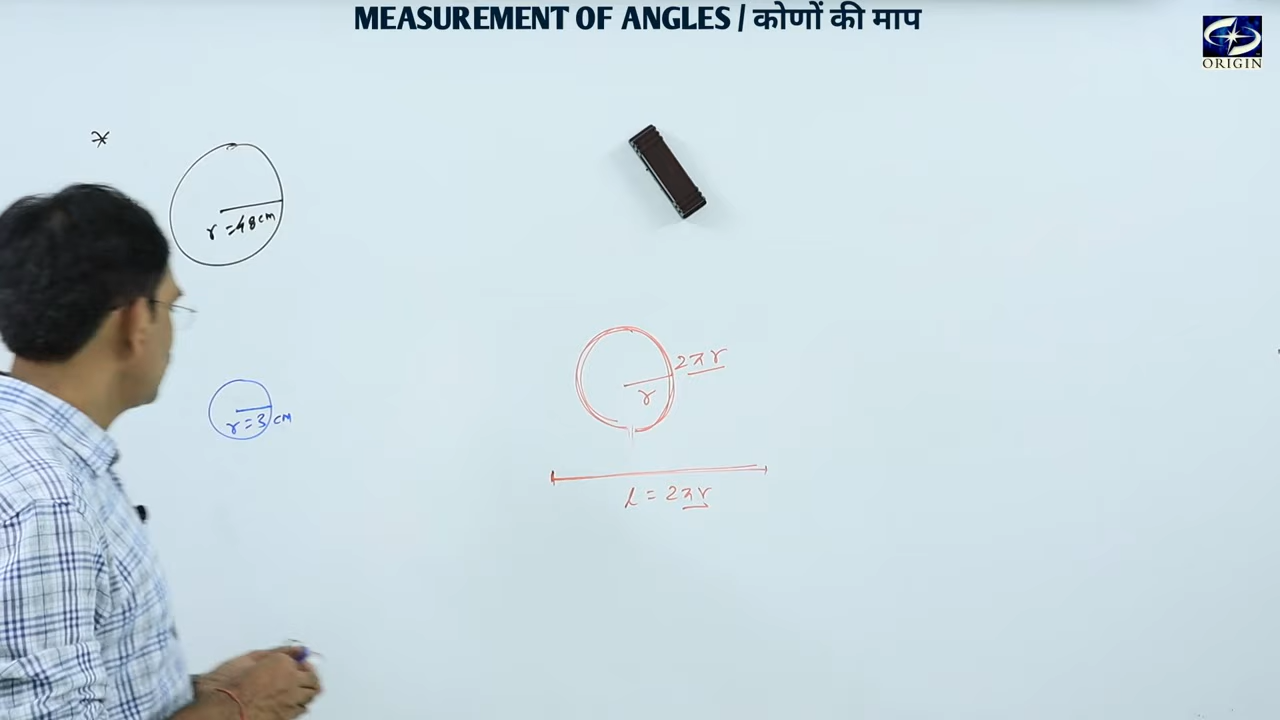 MEASUREMENT OF ANGLES / कोणों की माप
ORIGIN
*
r = 48 cm
2πr
r
r = 3 cm
l = 2πr